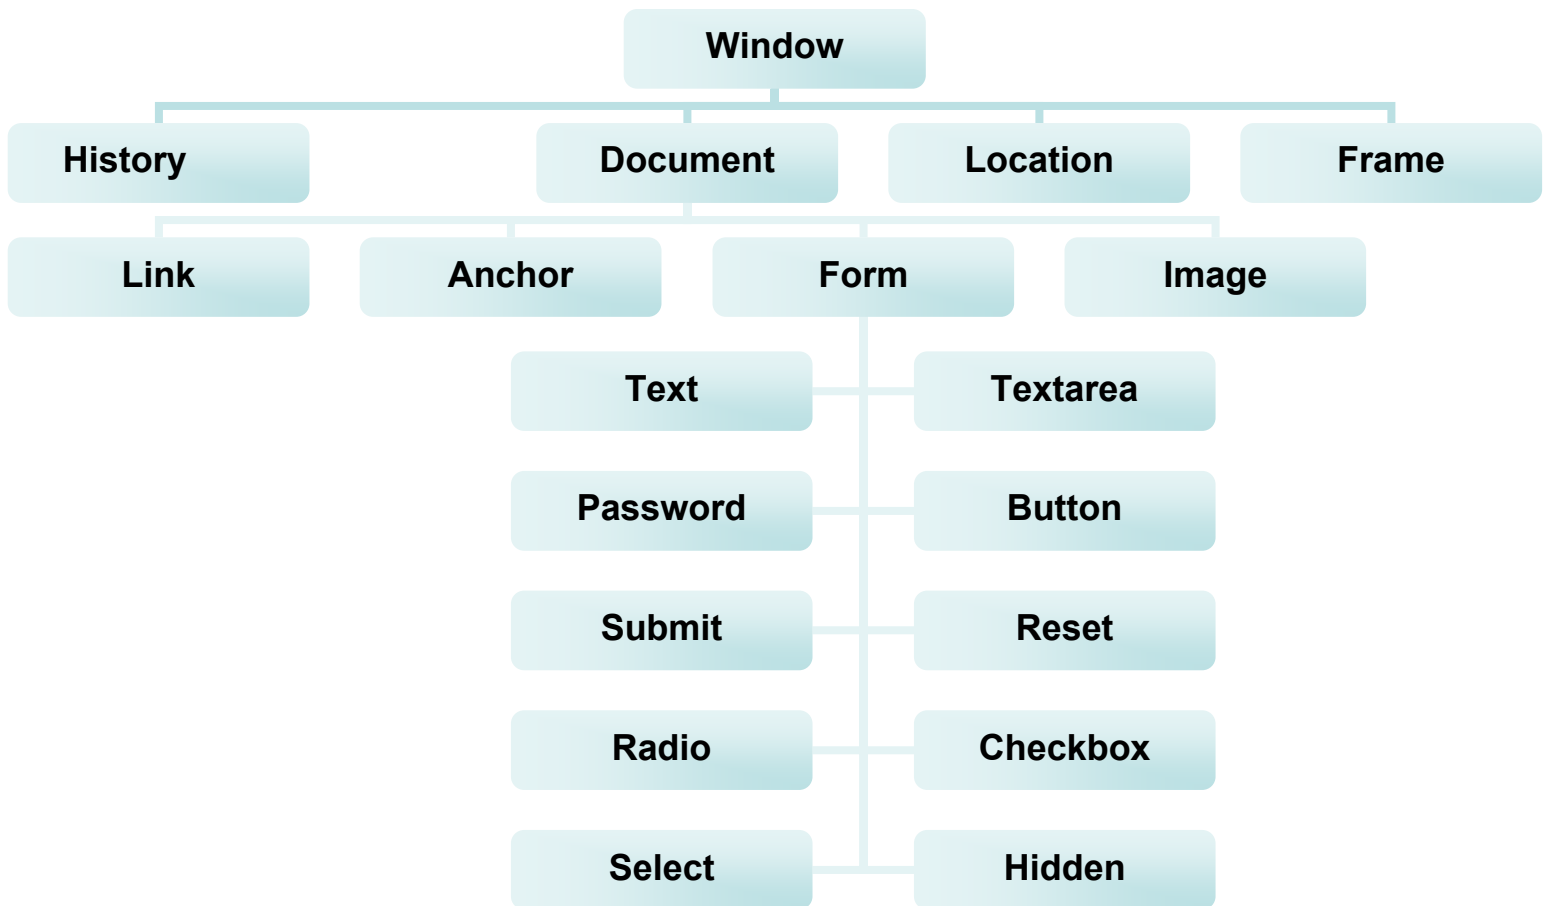 Window
History
Document
Location
Frame
Link
Anchor
Form
Image
Text
Textarea
Password
Button
Submit
Reset
Radio
Checkbox
Select
Hidden